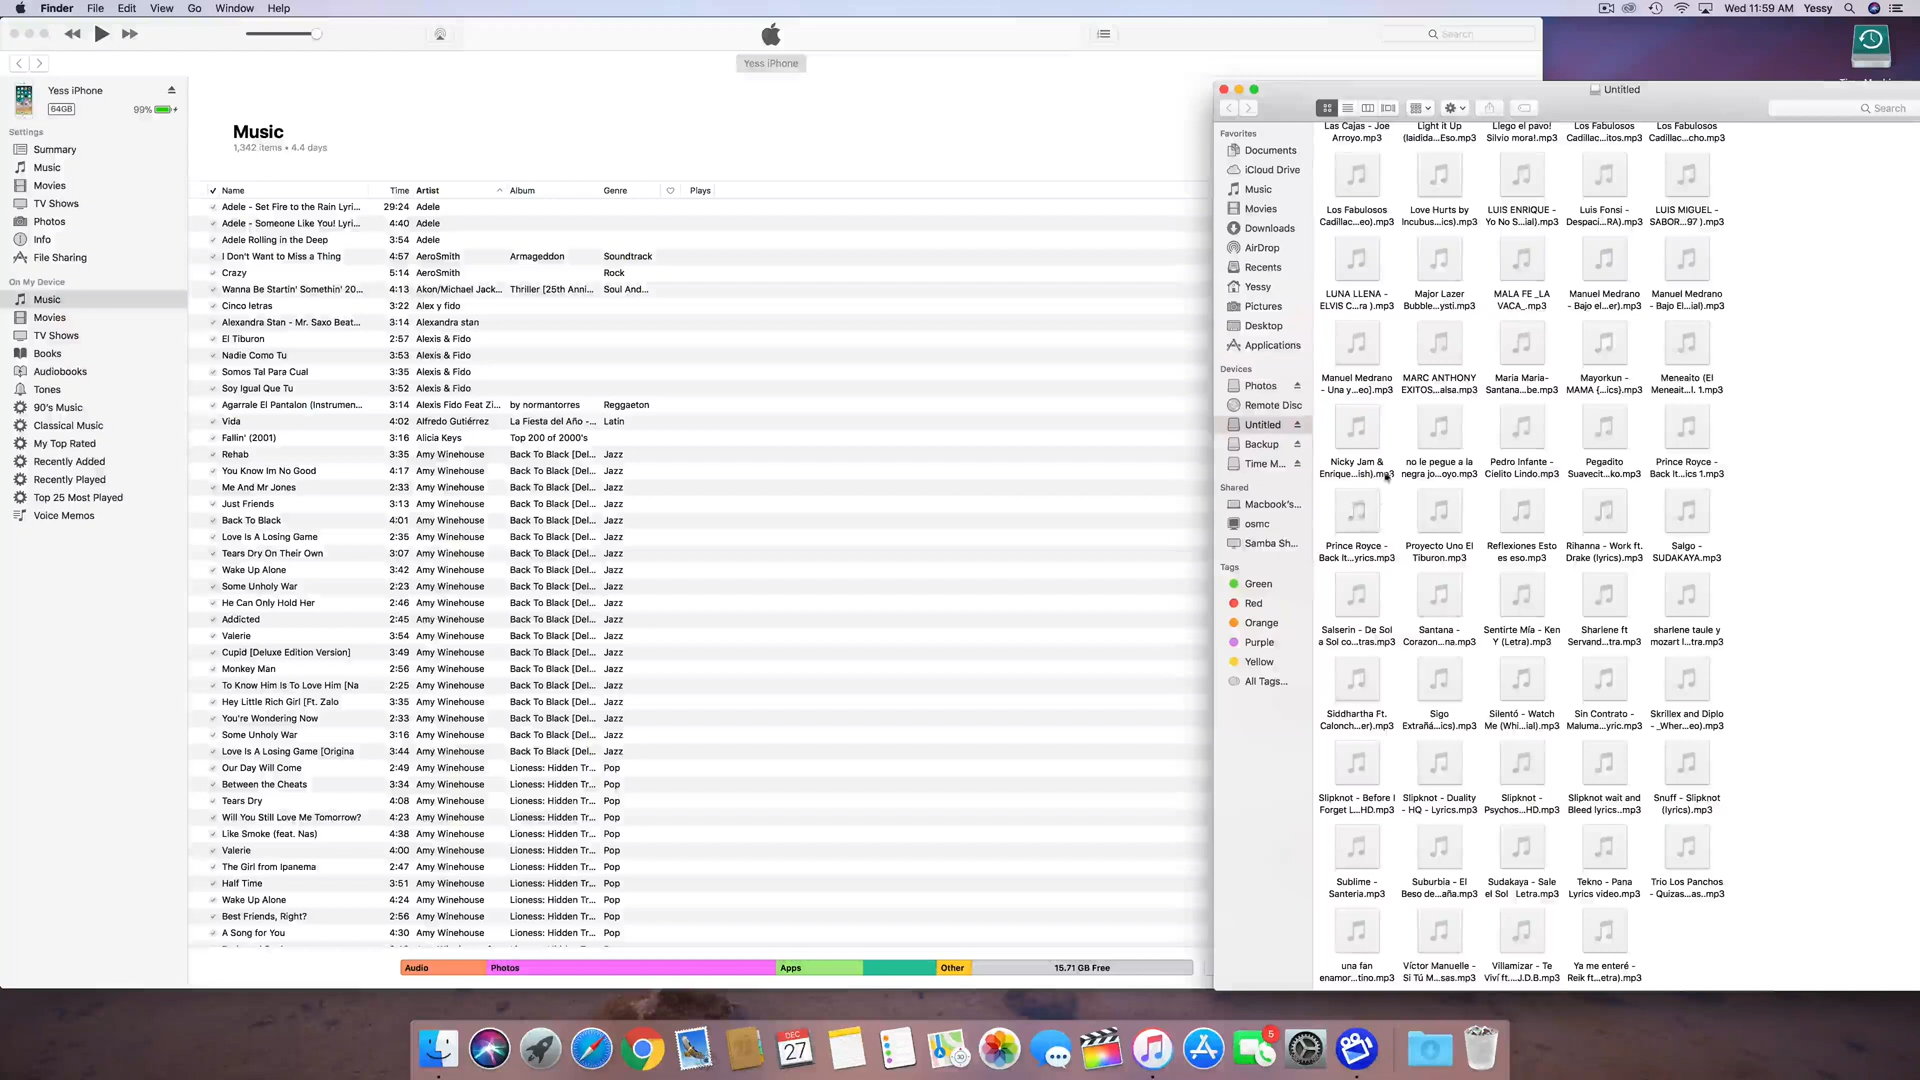 Finder File Edit View Go Window Help
Wed 11:59 AM Yessy
Search
Yess iPhone
Yess iPhone
64GB 99%
Settings
Summary
Music
Movies
TV Shows
Photos
Info
File Sharing
On My Device
Music
Movies
TV Shows
Books
Audiobooks
Tones
90's Music
Classical Music
My Top Rated
Recently Added
Recently Played
Top 25 Most Played
Voice Memos
Music
1,342 items • 4.4 days
Name Time Artist Album Genre Plays
Adele - Set Fire to the Rain Lyri... 29:24 Adele
Adele - Someone Like You! Lyri... 4:40 Adele
Adele Rolling in the Deep 3:54 Adele
I Don't Want to Miss a Thing 4:57 AeroSmith Armageddon Soundtrack
Crazy 5:14 AeroSmith Rock
Wanna Be Startin' Somethin' 20... 4:13 Akon/Michael Jack... Thriller [25th Anni... Soul And...
Cinco letras 3:22 Alex y fido
Alexandra Stan - Mr. Saxo Beat... 3:14 Alexandra stan
El Tiburon 2:57 Alexis & Fido
Nadie Como Tu 3:53 Alexis & Fido
Somos Tal Para Cual 3:35 Alexis & Fido
Soy Igual Que Tu 3:52 Alexis & Fido
Agarrale El Pantalon (Instrumen... 3:14 Alexis Fido Feat Zi... by normantorres Reggaeton
Vida 4:02 Alfredo Gutiérrez La Fiesta del Año -... Latin
Fallin' (2001) 3:16 Alicia Keys Top 200 of 2000's
Rehab 3:35 Amy Winehouse Back To Black [Del... Jazz
You Know Im No Good 4:17 Amy Winehouse Back To Black [Del... Jazz
Me And Mr Jones 2:33 Amy Winehouse Back To Black [Del... Jazz
Just Friends 3:13 Amy Winehouse Back To Black [Del... Jazz
Back To Black 4:01 Amy Winehouse Back To Black [Del... Jazz
Love Is A Losing Game 2:35 Amy Winehouse Back To Black [Del... Jazz
Tears Dry On Their Own 3:07 Amy Winehouse Back To Black [Del... Jazz
Wake Up Alone 3:42 Amy Winehouse Back To Black [Del... Jazz
Some Unholy War 2:23 Amy Winehouse Back To Black [Del... Jazz
He Can Only Hold Her 2:46 Amy Winehouse Back To Black [Del... Jazz
Addicted 2:45 Amy Winehouse Back To Black [Del... Jazz
Valerie 3:54 Amy Winehouse Back To Black [Del... Jazz
Cupid [Deluxe Edition Version] 3:49 Amy Winehouse Back To Black [Del... Jazz
Monkey Man 2:56 Amy Winehouse Back To Black [Del... Jazz
To Know Him Is To Love Him [Na 2:25 Amy Winehouse Back To Black [Del... Jazz
Hey Little Rich Girl [Ft. Zalo 3:35 Amy Winehouse Back To Black [Del... Jazz
You're Wondering Now 2:33 Amy Winehouse Back To Black [Del... Jazz
Some Unholy War 3:16 Amy Winehouse Back To Black [Del... Jazz
Love Is A Losing Game [Origina 3:44 Amy Winehouse Back To Black [Del... Jazz
Our Day Will Come 2:49 Amy Winehouse Lioness: Hidden Tr... Pop
Between the Cheats 3:34 Amy Winehouse Lioness: Hidden Tr... Pop
Tears Dry 4:08 Amy Winehouse Lioness: Hidden Tr... Pop
Will You Still Love Me Tomorrow? 4:23 Amy Winehouse Lioness: Hidden Tr... Pop
Like Smoke (feat. Nas) 4:38 Amy Winehouse Lioness: Hidden Tr... Pop
Valerie 4:00 Amy Winehouse Lioness: Hidden Tr... Pop
The Girl from Ipanema 2:47 Amy Winehouse Lioness: Hidden Tr... Pop
Half Time 3:51 Amy Winehouse Lioness: Hidden Tr... Pop
Wake Up Alone 4:24 Amy Winehouse Lioness: Hidden Tr... Pop
Best Friends, Right? 2:56 Amy Winehouse Lioness: Hidden Tr... Pop
A Song for You 4:30 Amy Winehouse Lioness: Hidden Tr... Pop
Audio Photos Apps Other 15.71 GB Free
Untitled
Search
Favorites
Documents
iCloud Drive
Music
Movies
Downloads
AirDrop
Recents
Yessy
Pictures
Desktop
Applications
Devices
Photos
Remote Disc
Untitled
Backup
Time M...
Shared
Macbook's...
osmc
Samba Sh...
Tags
Green
Red
Orange
Purple
Yellow
All Tags...
Las Cajas - Joe Light it Up Llego el pavo! Los Fabulosos Los Fabulosos
Arroyo.mp3 (laidida...Eso.mp3 Silvio mora!.mp3 Cadillac...itos.mp3 Cadillac...cho.mp3
Los Fabulosos Love Hurts by LUIS ENRIQUE - Luis Fonsi - LUIS MIGUEL -
Cadillac...eo).mp3 Incubus...ics).mp3 Yo No S...ial).mp3 Despaci...RA).mp3 SABOR...97 ).mp3
LUNA LLENA - Major Lazer MALA FE _LA Manuel Medrano Manuel Medrano
ELVIS C...ra ).mp3 Bubble...ysti.mp3 VACA_.mp3 - Bajo el...er).mp3 - Bajo El...ial).mp3
Manuel Medrano MARC ANTHONY Maria Maria- Mayorkun - Meneaito (El
- Una y...eo].mp3 EXITOS...alsa.mp3 Santana...be.mp3 MAMA {...ics}.mp3 Meneait...l. 1.mp3
Nicky Jam & no le pegue a la Pedro Infante - Pegadito Prince Royce -
Enrique...ish).mp3 negra jo...oyo.mp3 Cielito Lindo.mp3 Suavecit...ko.mp3 Back It...ics 1.mp3
Prince Royce - Proyecto Uno El Reflexiones Esto Rihanna - Work ft. Salgo -
Back It...yrics.mp3 Tiburon.mp3 es eso.mp3 Drake (lyrics).mp3 SUDAKAYA.mp3
Salserin - De Sol Santana - Sentirte Mía - Ken Sharlene ft sharlene taule y
a Sol co...tras.mp3 Corazon...na.mp3 Y (Letra).mp3 Servand...tra.mp3 mozart l...tra.mp3
Siddhartha Ft. Sigo Silentó - Watch Sin Contrato - Skrillex and Diplo
Caloncho...er).mp3 Extrañá...ics).mp3 Me (Whi...ial).mp3 Maluma...yric.mp3 - _Wher...eo).mp3
Slipknot - Before I Slipknot - Duality Slipknot - Slipknot wait and Snuff - Slipknot
Forget L...HD.mp3 - HQ - Lyrics.mp3 Psychos...HD.mp3 Bleed lyrics..mp3 (lyrics).mp3
Sublime - Suburbia - El Sudakaya - Sale Tekno - Pana Trio Los Panchos
Santeria.mp3 Beso de...aña.mp3 el Sol Letra.mp3 Lyrics video.mp3 - Quizas...as..mp3
una fan Víctor Manuelle - Villamizar - Te Ya me enteré -
enamor...tino.mp3 Si Tú M...sas.mp3 Viví ft....J.D.B.mp3 Reik ft...etra).mp3
DEC
27
5